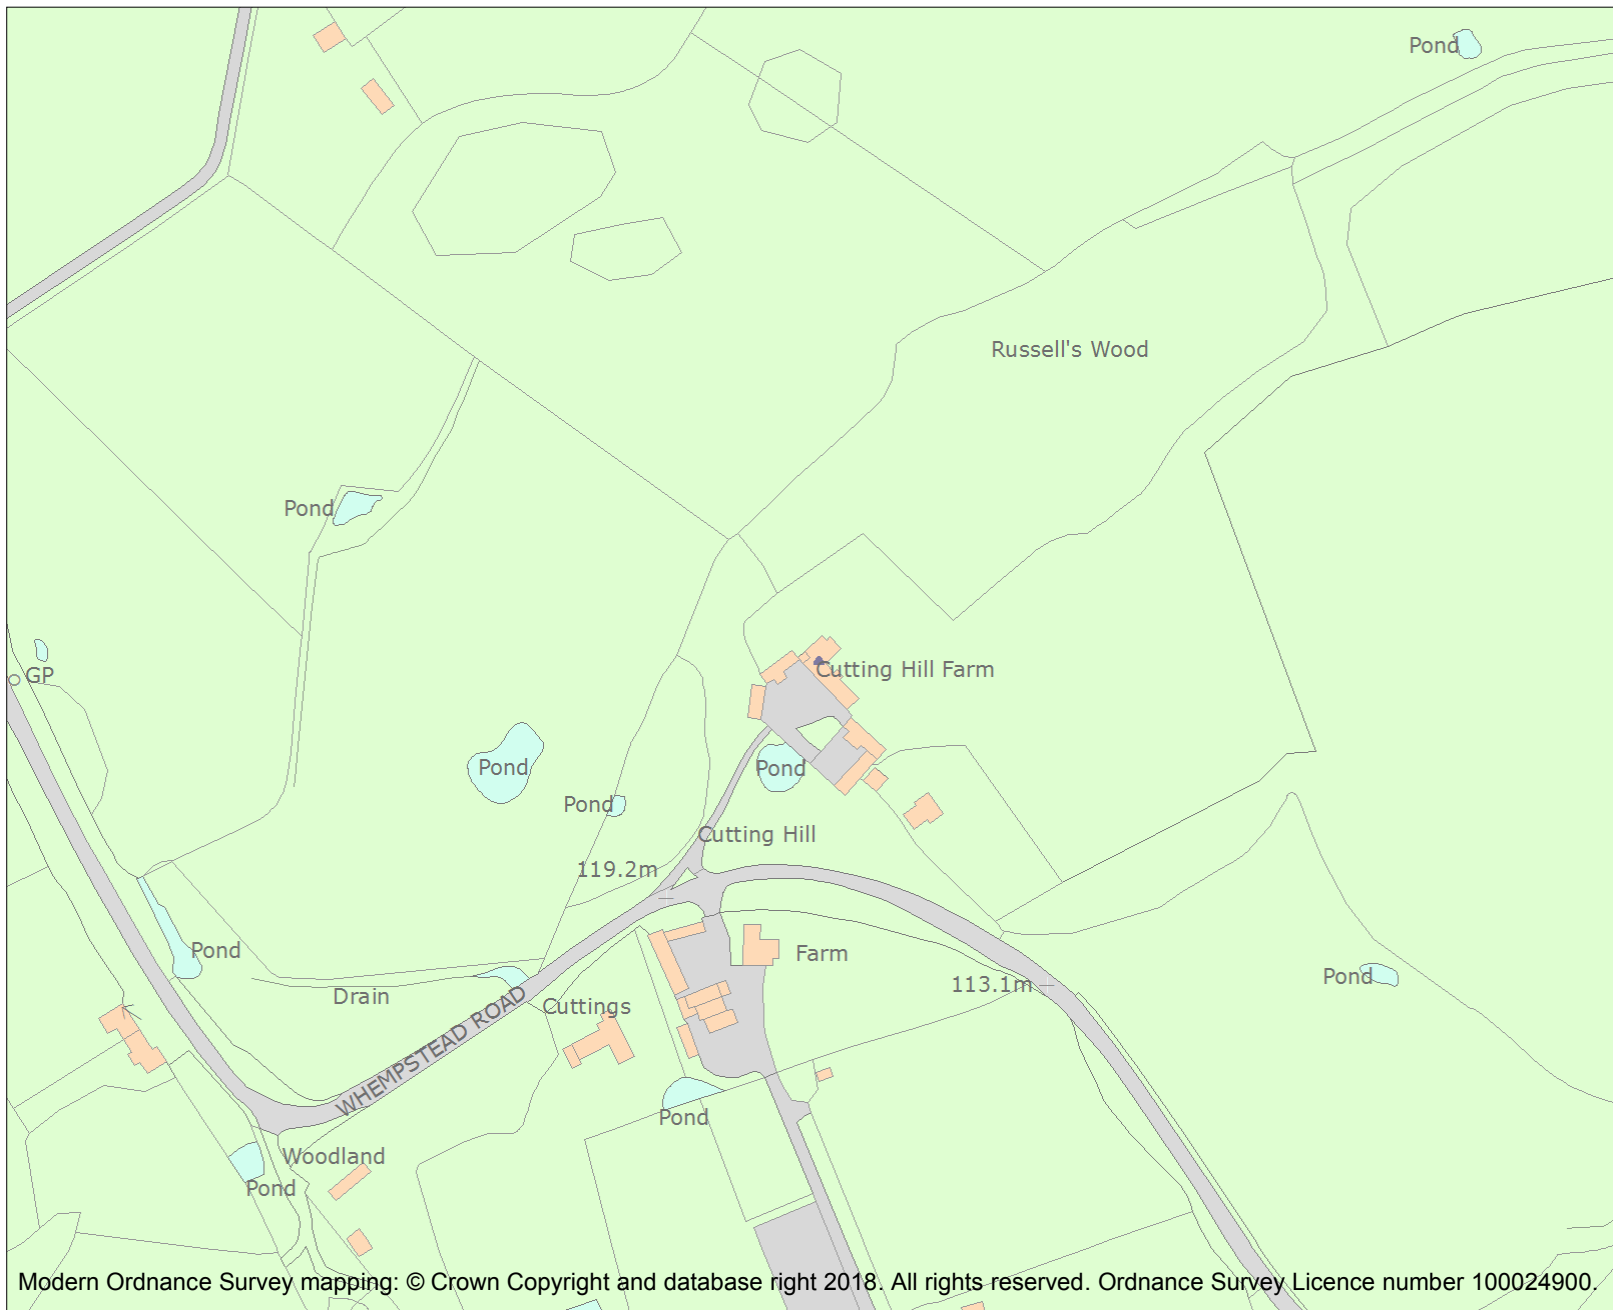 Pond
Russell's Wood
Pond
GP
Cutting Hill Farm
Pond
Pond
Pond
Cutting Hill
119.2m
Pond
Farm
Pond
113.1m
Drain
Cuttings
WHEMPSTEAD ROAD
Pond
Woodland
Pond
Modern Ordnance Survey mapping: © Crown Copyright and database right 2018. All rights reserved. Ordnance Survey Licence number 100024900.